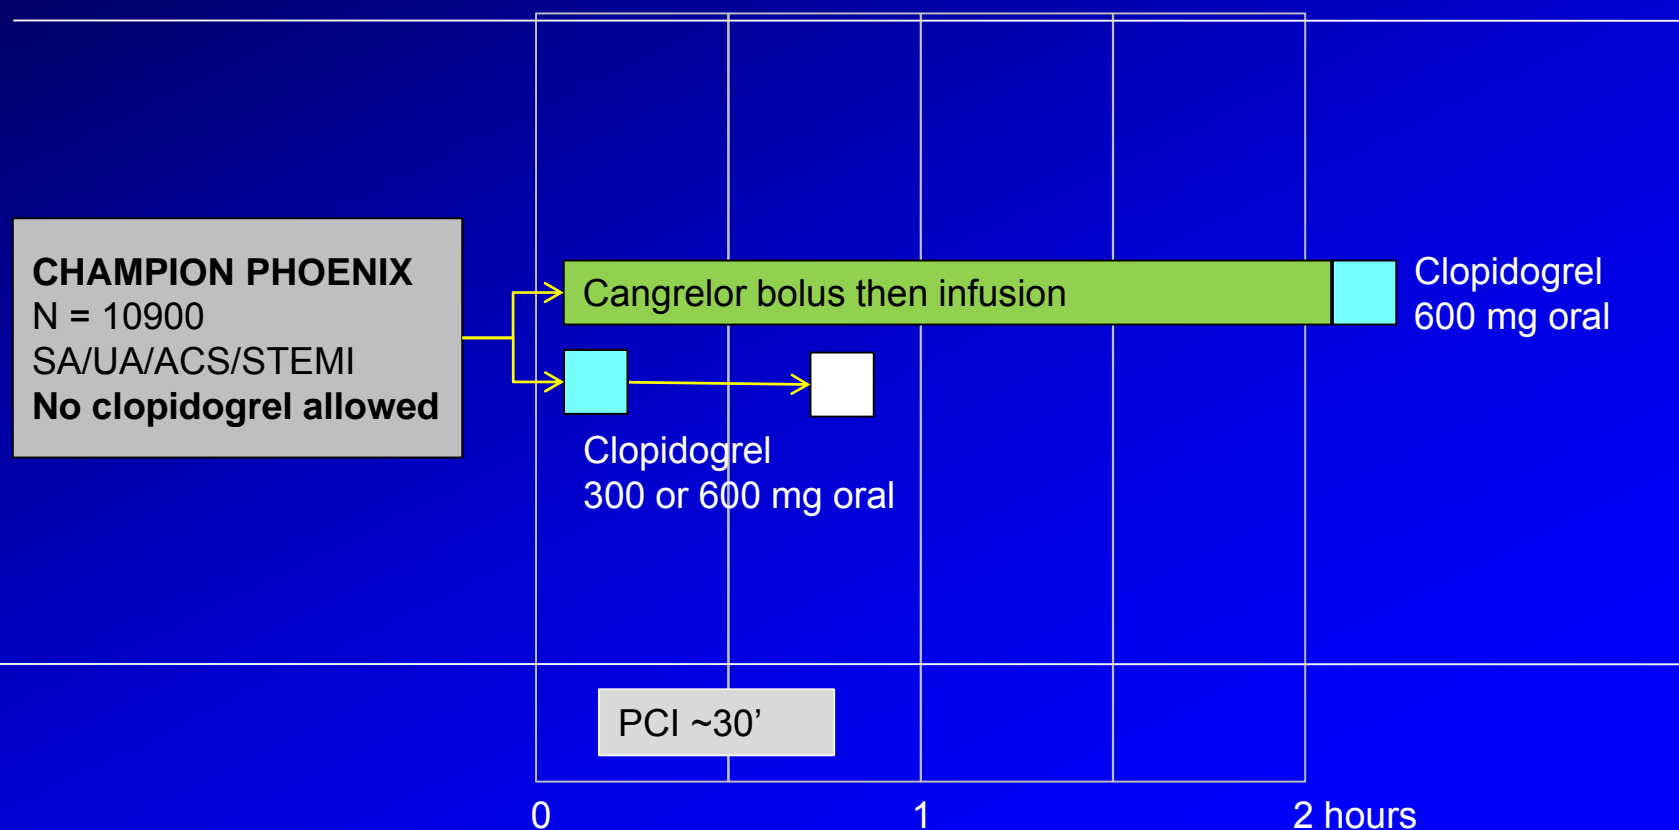 CHAMPION PHOENIX
N = 10900
SA/UA/ACS/STEMI
No clopidogrel allowed
Cangrelor bolus then infusion
Clopidogrel
600 mg oral
Clopidogrel
300 or 600 mg oral
PCI ~30’
0
1
2 hours